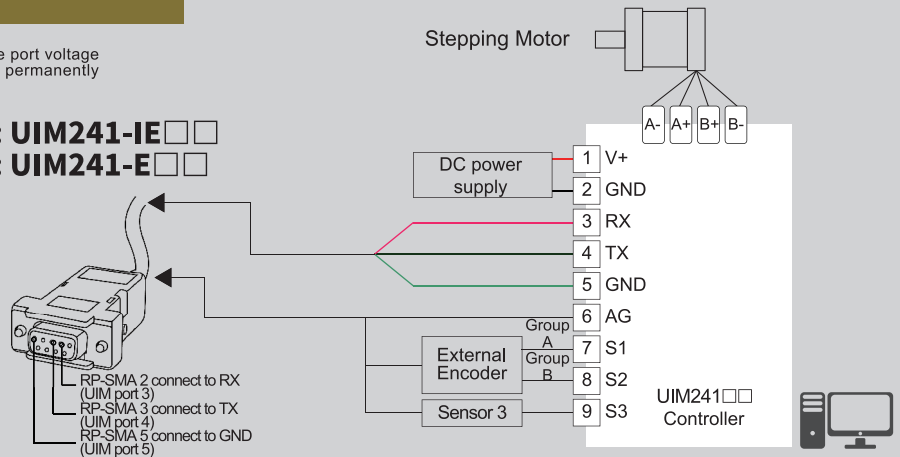 e port voltage
permanently
: UIM241-IE□□
: UIM241-E□□
Stepping Motor
A-
A+
B+
B-
DC power
supply
1 V+
2 GND
3 RX
4 TX
5 GND
6 AG
7 S1
8 S2
9 S3
Group
A
Group
B
External
Encoder
Sensor 3
UIM241□□
Controller
RP-SMA 2 connect to RX
(UIM port 3)
RP-SMA 3 connect to TX
(UIM port 4)
RP-SMA 5 connect to GND
(UIM port 5)